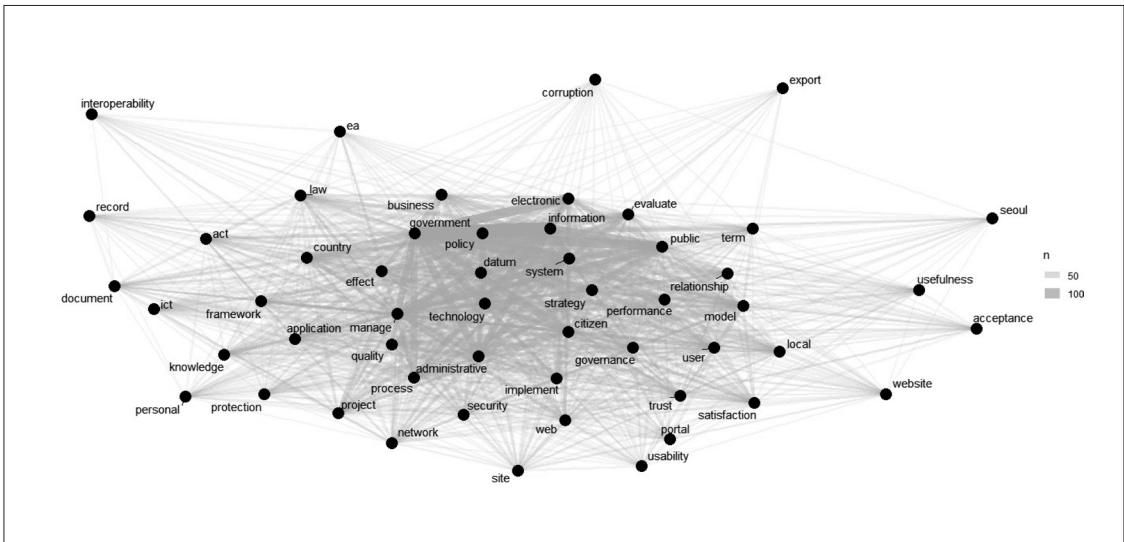 export
corruption
interoperability
ea
law
business
electronic
evaluate
information
record
government
seoul
act
policy
public
term
country
datum
system
n
effect
relationship
usefulness
50
document
ict
framework
strategy
performance
100
technology
model
application
manage
citizen
acceptance
quality
governance
user
local
knowledge
administrative
process
implement
website
personal
protection
project
security
trust
satisfaction
network
web
portal
usability
site